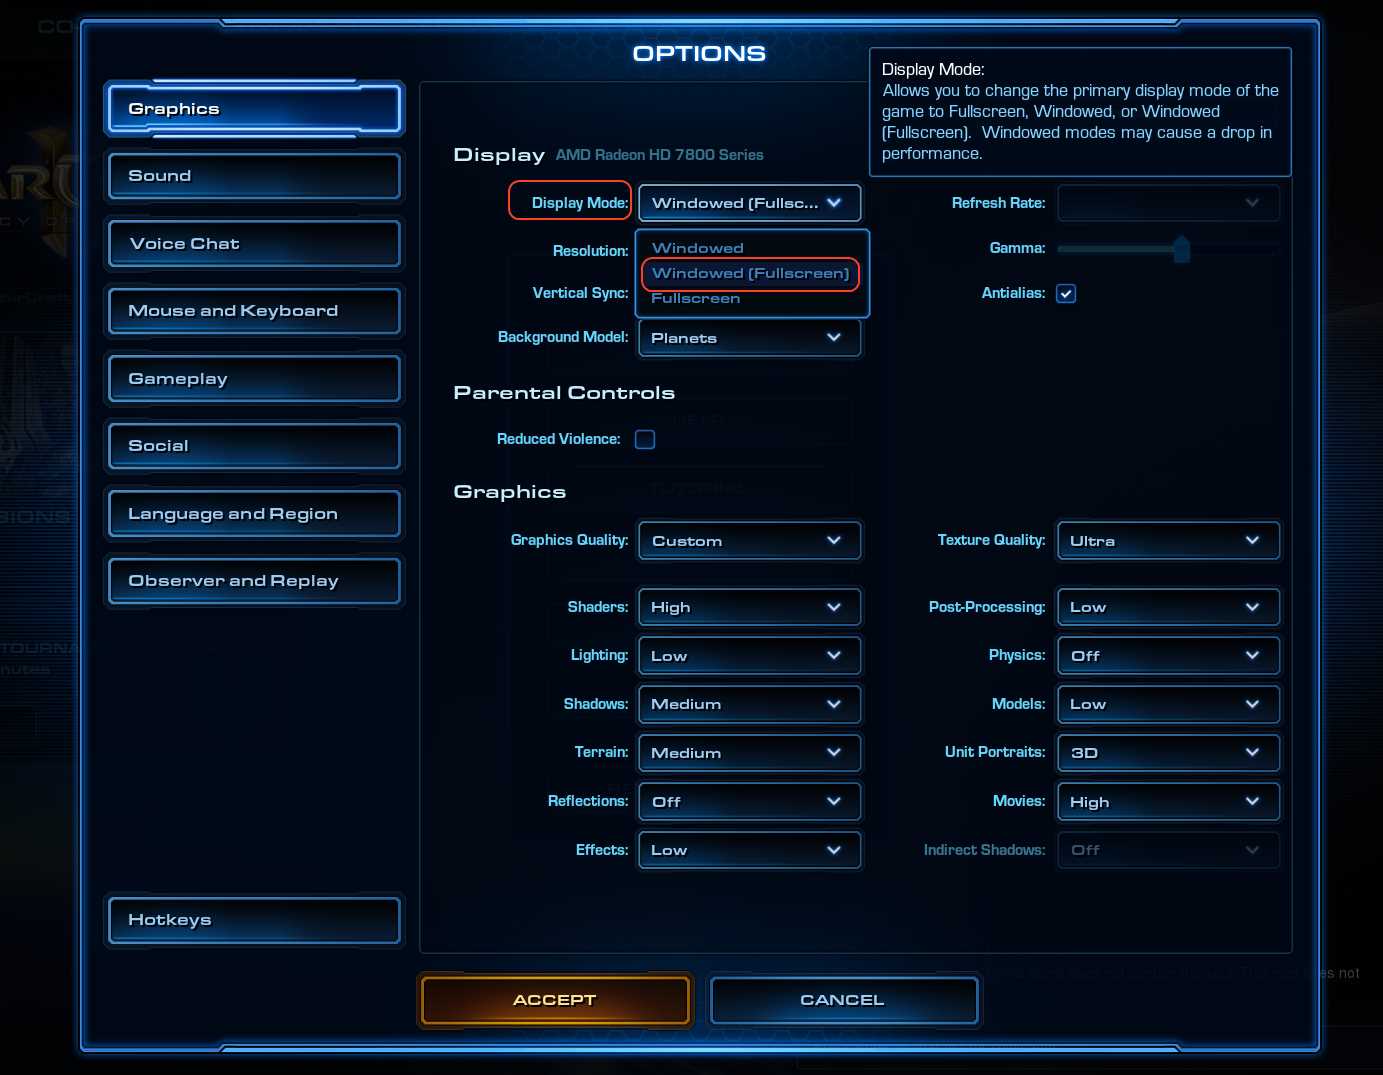 OPTIONS
Display Mode:
Allows you to change the primary display mode of the
game to Fullscreen, Windowed, or Windowed
(Fullscreen).  Windowed modes may cause a drop in
performance.
Graphics
Sound
Voice Chat
Mouse and Keyboard
Gameplay
Social
Language and Region
Observer and Replay
Hotkeys
Display AMD Radeon HD 7800 Series
Display Mode: Windowed (Fullsc...
Windowed
Windowed (Fullscreen)
Fullscreen
Resolution:
Vertical Sync:
Background Model: Planets
Refresh Rate:
Gamma:
Antialias:
Parental Controls
Reduced Violence:
Graphics
Graphics Quality: Custom
Texture Quality: Ultra
Shaders: High
Post-Processing: Low
Lighting: Low
Physics: Off
Shadows: Medium
Models: Low
Terrain: Medium
Unit Portraits: 3D
Reflections: Off
Movies: High
Effects: Low
Indirect Shadows: Off
ACCEPT
CANCEL